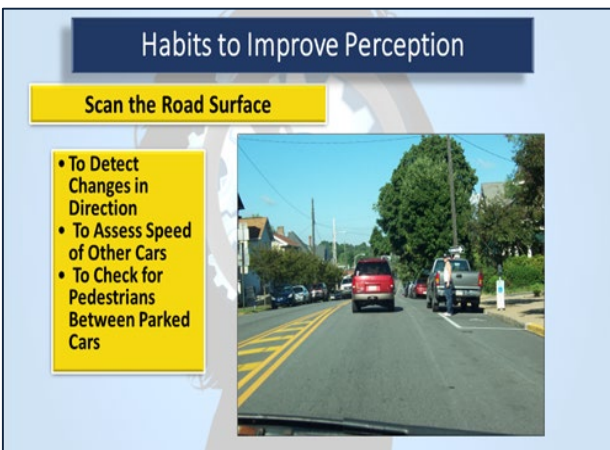 Habits to Improve Perception
Scan the Road Surface
• To Detect
Changes in
Direction
• To Assess Speed
of Other Cars
• To Check for
Pedestrians
Between Parked
Cars